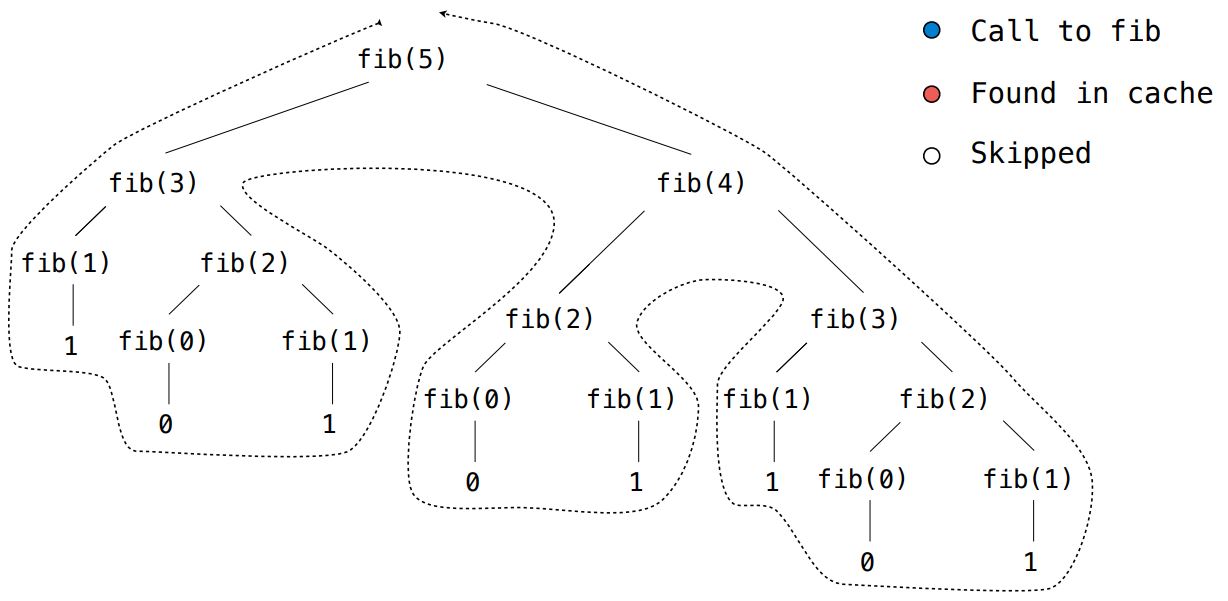 fib(5)
Call to fib
Found in cache
Skipped
fib(3)
fib(4)
fib(1)
fib(2)
fib(2)
fib(3)
1
fib(0)
fib(1)
fib(0)
fib(1)
fib(1)
fib(2)
0
1
0
1
1
fib(0)
fib(1)
0
1